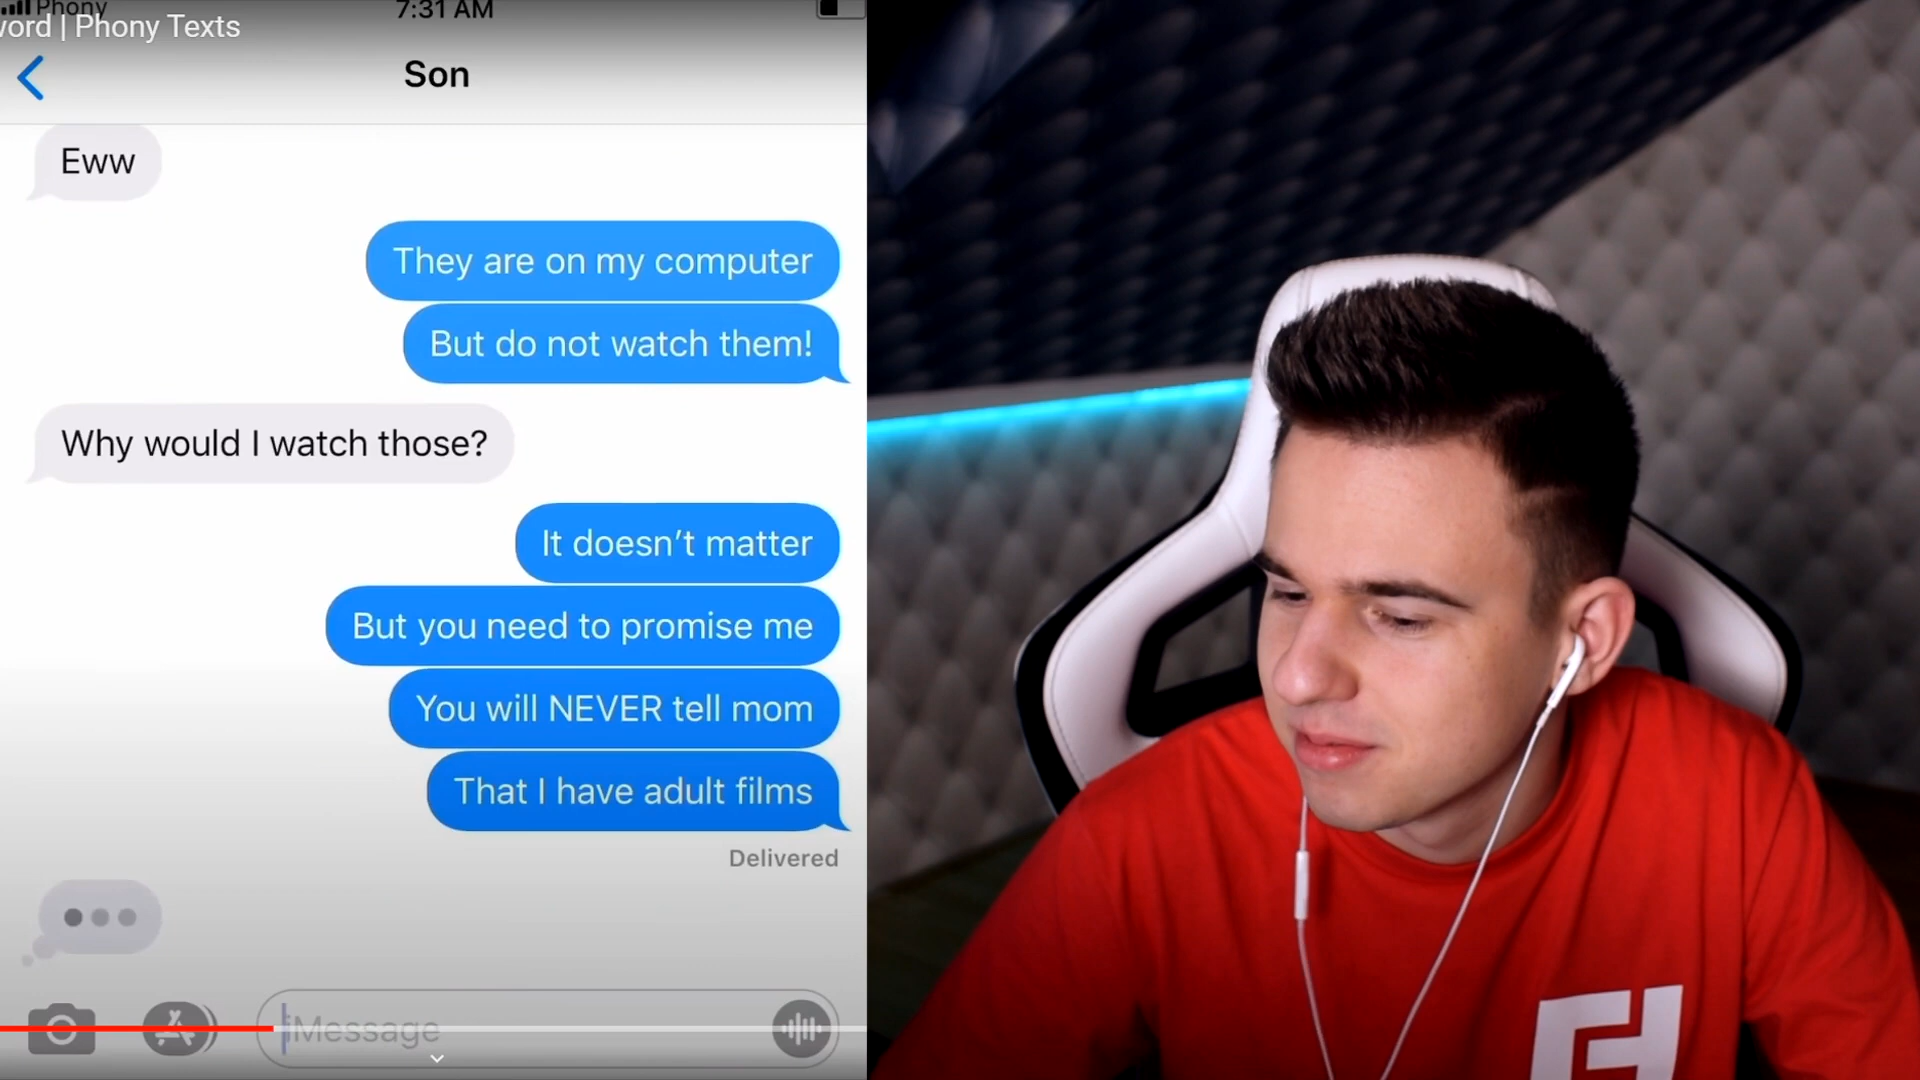 Phony
7:31 AM
word | Phony Texts
Son
Eww
They are on my computer
But do not watch them!
Why would I watch those?
It doesn't matter
But you need to promise me
You will NEVER tell mom
That I have adult films
Delivered
iMessage